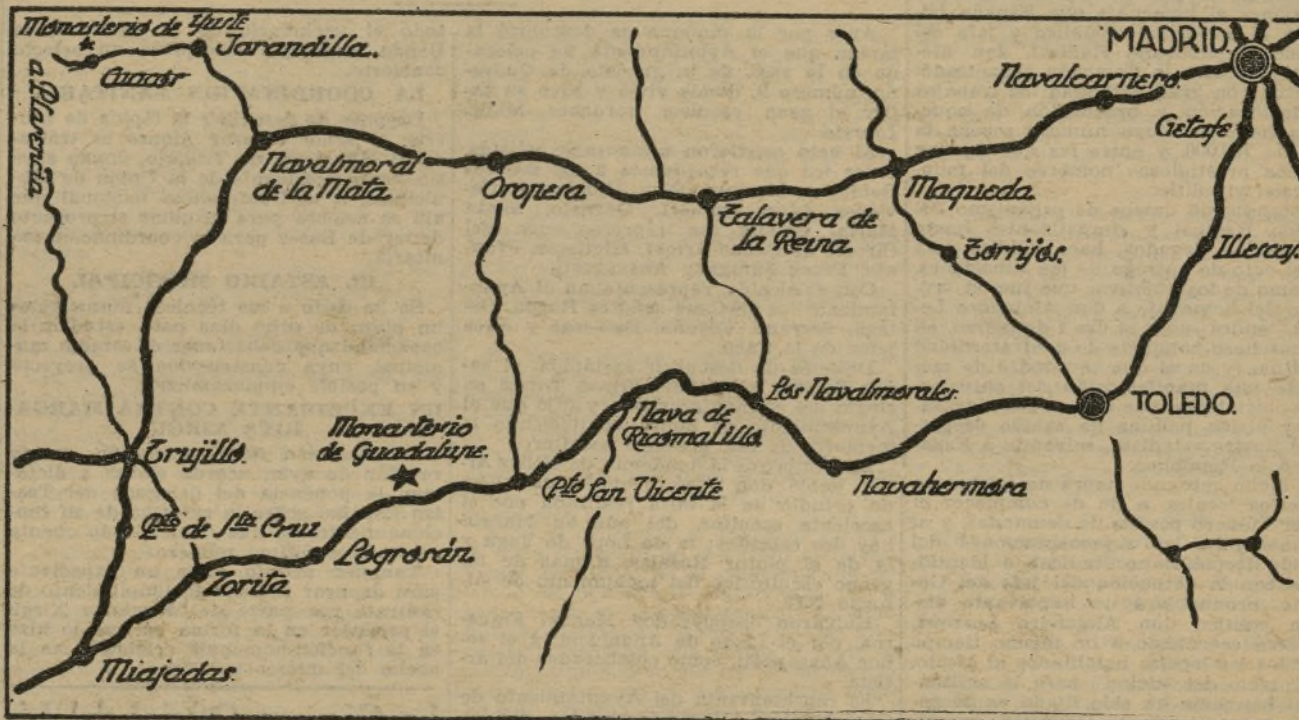 Monasterio de Yuste
Cuacos
Jarandilla.
a Plasencia
Navalmoral
de la Mata.
Oropesa
Talavera de
la Reina.
Maqueda.
Navalcarnero.
MADRID.
Getafe
Illescas.
Torrijos.
TOLEDO.
Los Navalmorales.
Navahermosa
Nava de
Ricomalillo.
Pto San Vicente
Monasterio
de Guadalupe.
Trujillo.
Pto de Sta Cruz
Logrosán.
Zorita
Miajadas.